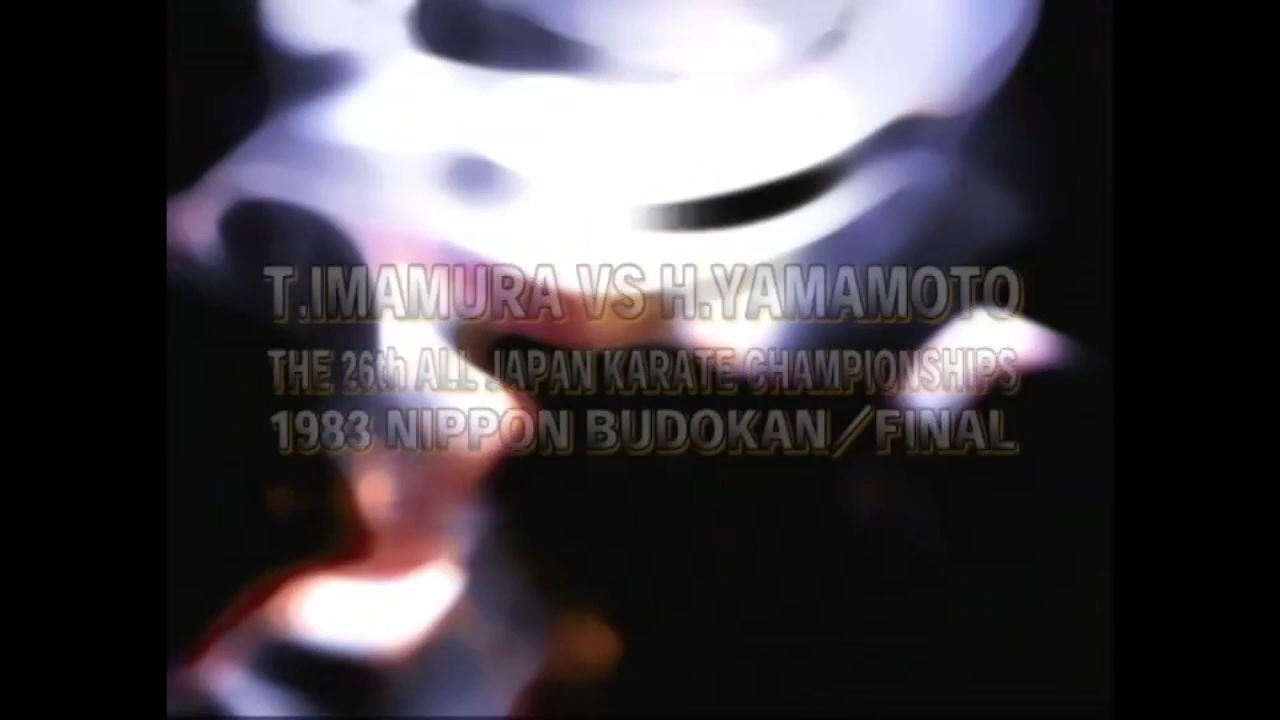 T.IMAMURA VS H.YAMAMOTO
THE 26th ALL JAPAN KARATE CHAMPIONSHIPS
1983 NIPPON BUDOKAN/FINAL